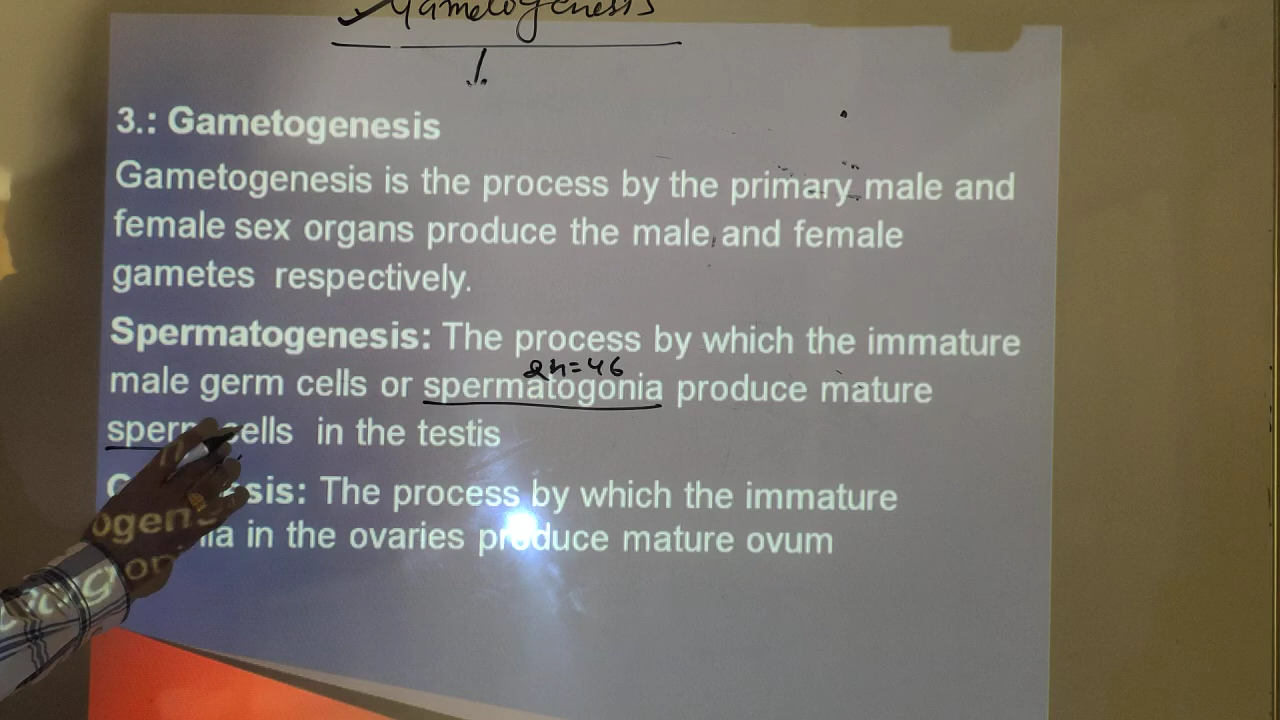 Gametogenesis
3.: Gametogenesis
Gametogenesis is the process by the primary male and
female sex organs produce the male and female
gametes respectively.
Spermatogenesis: The process by which the immature
2n=46
male germ cells or spermatogonia produce mature
sperm cells in the testis
The process by which the immature
in the ovaries produce mature ovum